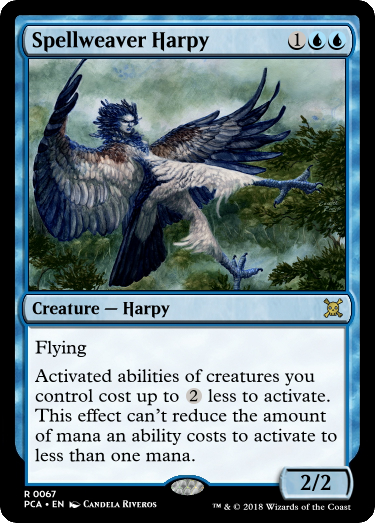 Spellweaver Harpy 1UU
Creature — Harpy
Flying
Activated abilities of creatures you
control cost up to 2 less to activate.
This effect can't reduce the amount
of mana an ability costs to activate to
less than one mana.
2/2
R 0067
PCA • EN Candela Riveros
™ & © 2018 Wizards of the Coast